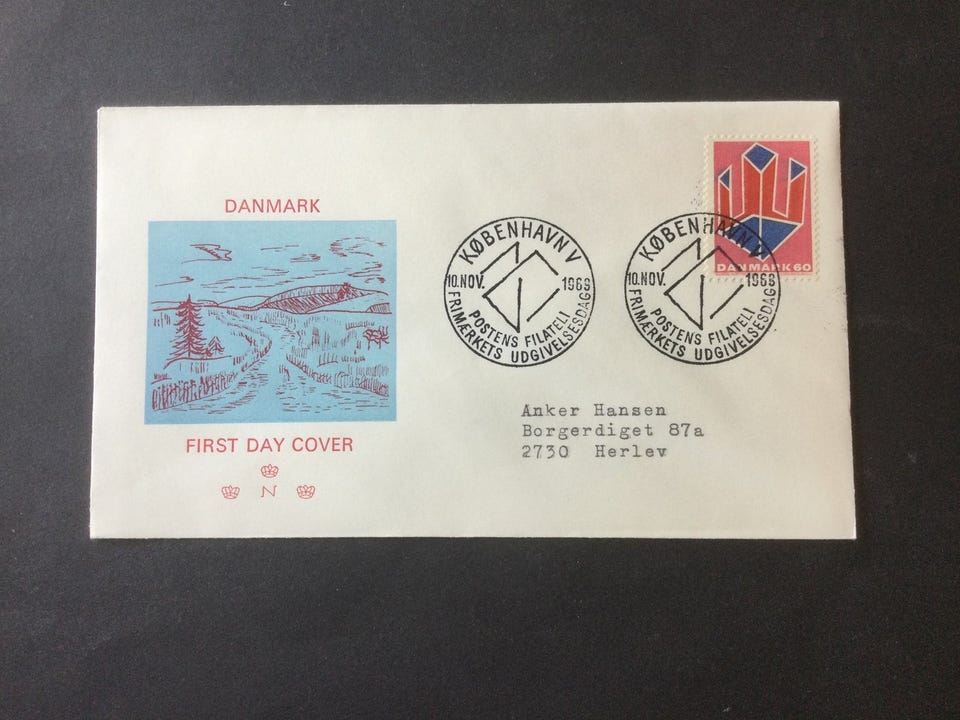 DANMARK
FIRST DAY COVER
N
KØBENHAVN V
10. NOV. 1969
POSTENS FILATELI
FRIMÆRKETS UDGIVELSESDAG
KØBENHAVN V
10. NOV. 1969
POSTENS FILATELI
FRIMÆRKETS UDGIVELSESDAG
DANMARK 60
Anker Hansen
Borgerdiget 87a
2730 Herlev